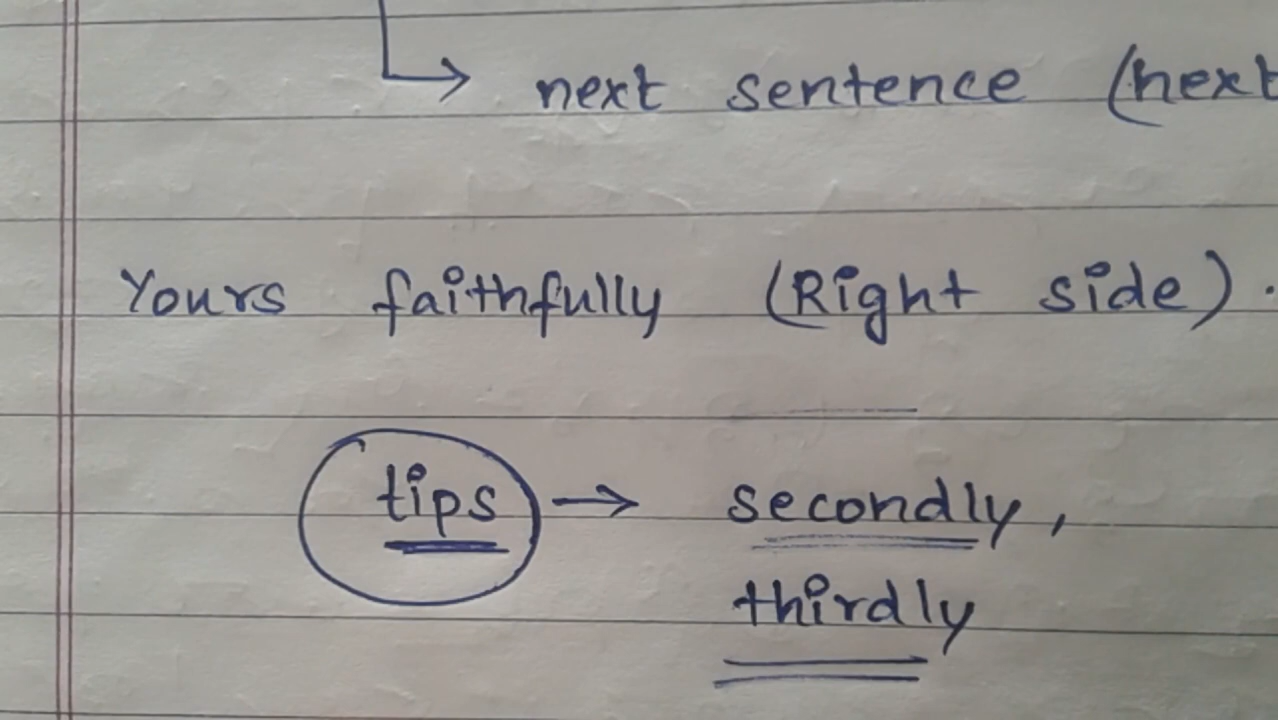 next sentence (next
Yours faithfully (Right side).
tips → secondly,
thirdly